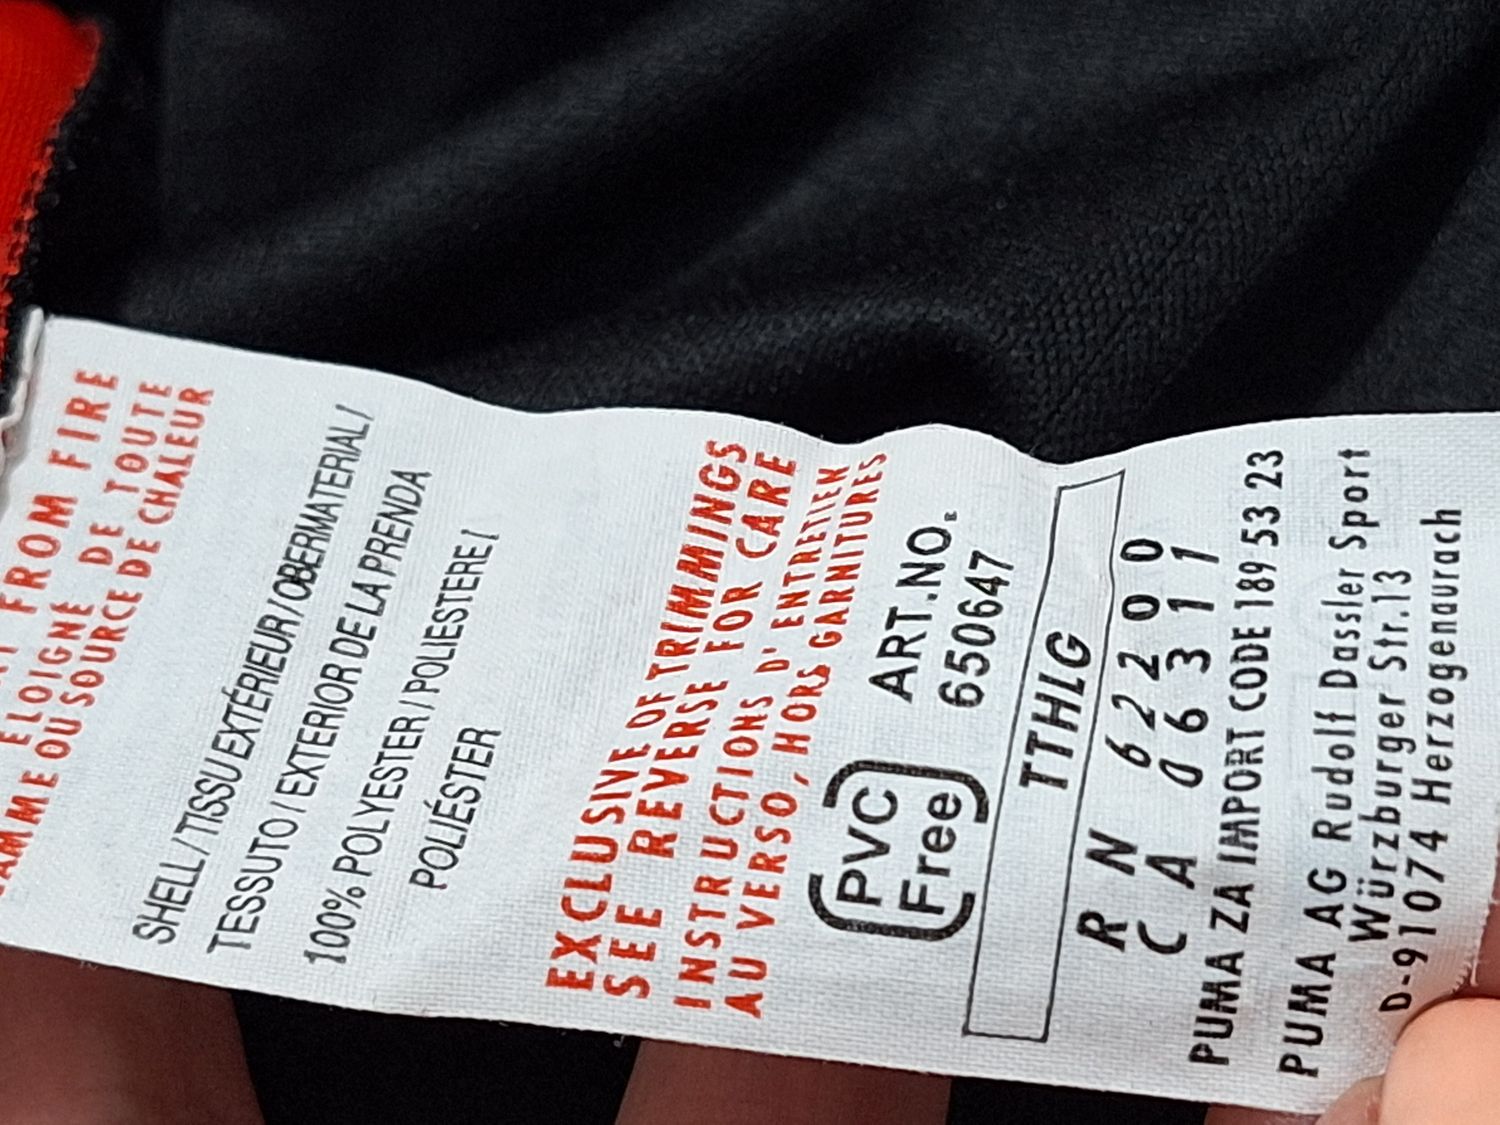 FROM FIRE
ELOIGNÉ DE TOUTE
FLAMME OU SOURCE DE CHALEUR
SHELL / TISSU EXTÉRIEUR / OBERMATERIAL /
TESSUTO / EXTERIOR DE LA PRENDA
100% POLYESTER / POLIESTERE /
POLIÉSTER
EXCLUSIVE OF TRIMMINGS
SEE REVERSE FOR CARE
INSTRUCTIONS D' ENTRETIEN
AU VERSO, HORS GARNITURES
PVC
Free
ART.NO.
650647
TTHLG
RN 62200
CA 06311
PUMA ZA IMPORT CODE 189 53 23
PUMA AG Rudolf Dassler Sport
Würzburger Str.13
D-91074 Herzogenaurach